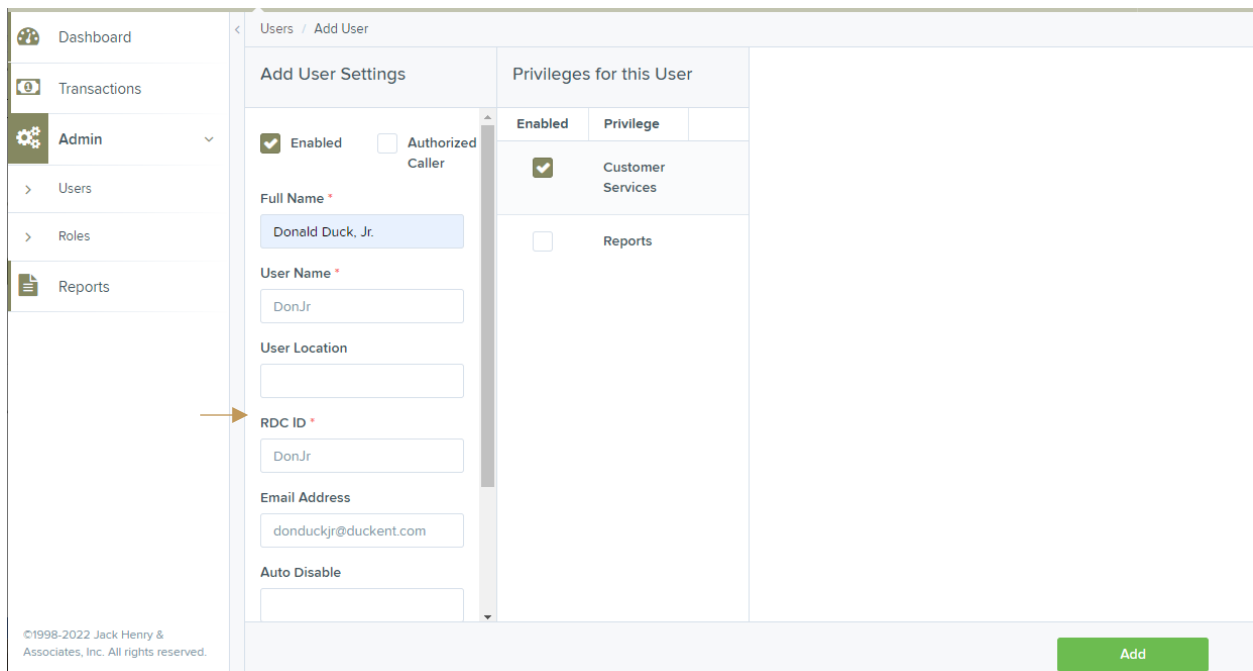 Dashboard
Transactions
Admin
Users
Roles
Reports
©1998-2022 Jack Henry &
Associates, Inc. All rights reserved.
Users / Add User
Add User Settings
Enabled
Authorized
Caller
Full Name *
Donald Duck, Jr.
User Name *
DonJr
User Location
RDC ID *
DonJr
Email Address
donduckjr@duckent.com
Auto Disable
Privileges for this User
Enabled Privilege
Customer
Services
Reports
Add